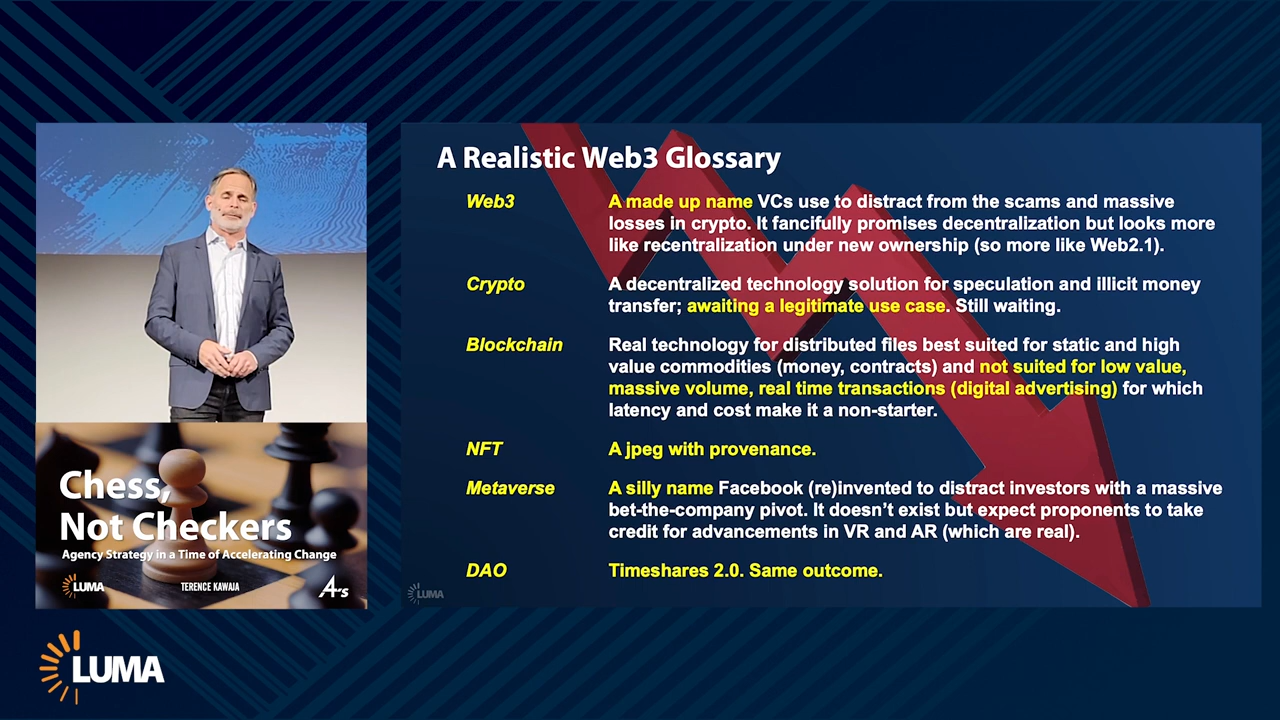 Chess,
Not Checkers
Agency Strategy in a Time of Accelerating Change
LUMA
TERENCE KAWAJA
4A's
LUMA
A Realistic Web3 Glossary
Web3
A made up name VCs use to distract from the scams and massive
losses in crypto. It fancifully promises decentralization but looks more
like recentralization under new ownership (so more like Web2.1).
Crypto
A decentralized technology solution for speculation and illicit money
transfer; awaiting a legitimate use case. Still waiting.
Blockchain
Real technology for distributed files best suited for static and high
value commodities (money, contracts) and not suited for low value,
massive volume, real time transactions (digital advertising) for which
latency and cost make it a non-starter.
NFT
A jpeg with provenance.
Metaverse
A silly name Facebook (re)invented to distract investors with a massive
bet-the-company pivot. It doesn’t exist but expect proponents to take
credit for advancements in VR and AR (which are real).
DAO
Timeshares 2.0. Same outcome.
LUMA